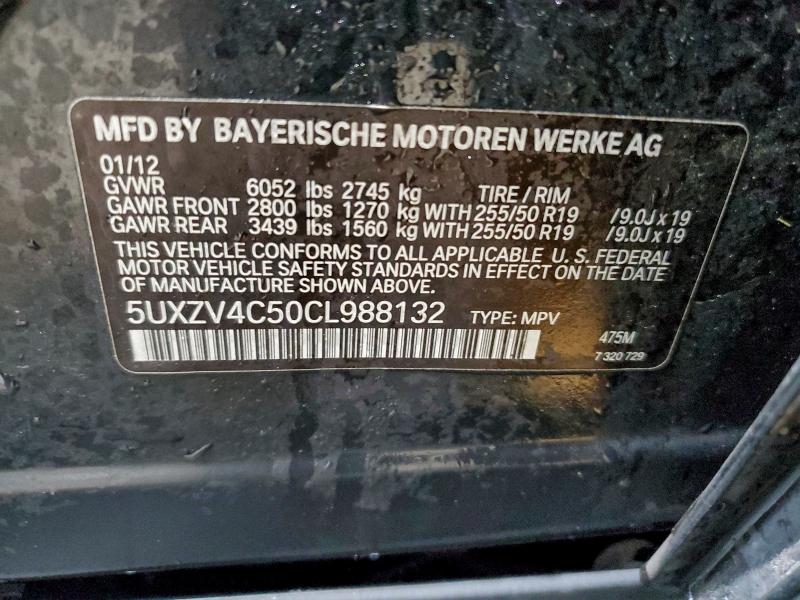 MFD BY BAYERISCHE MOTOREN WERKE AG
01/12
GVWR 6052 lbs 2745 kg TIRE / RIM
GAWR FRONT 2800 lbs 1270 kg WITH 255/50 R19 /9.0J x 19
GAWR REAR 3439 lbs 1560 kg WITH 255/50 R19 /9.0J x 19
THIS VEHICLE CONFORMS TO ALL APPLICABLE U. S. FEDERAL
MOTOR VEHICLE SAFETY STANDARDS IN EFFECT ON THE DATE
OF MANUFACTURE SHOWN ABOVE.
5UXZV4C50CL988132 TYPE: MPV
475M
7 320 729